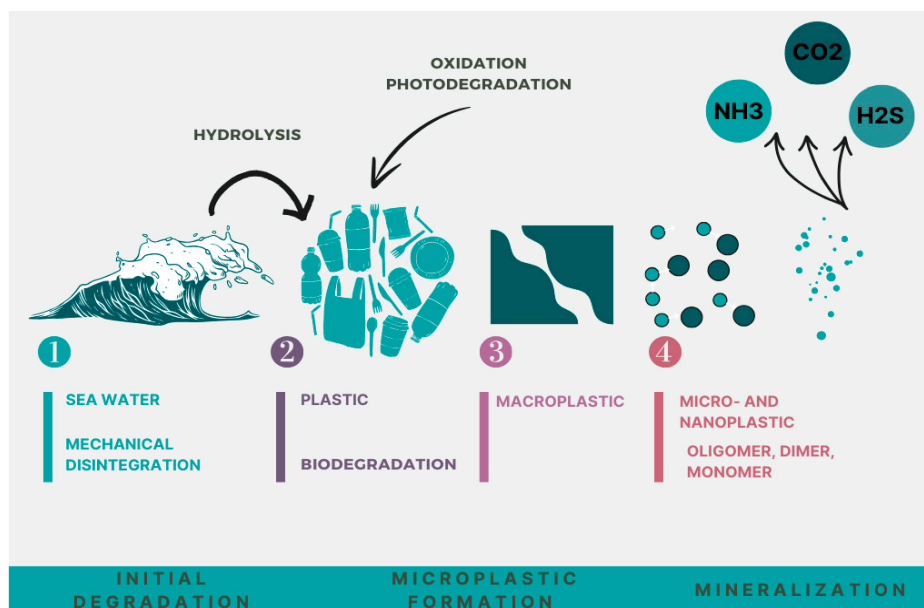 OXIDATION
PHOTODEGRADATION
CO2
NH3
H2S
HYDROLYSIS
1
SEA WATER
MECHANICAL
DISINTEGRATION
2
PLASTIC
BIODEGRADATION
3
MACROPLASTIC
4
MICRO- AND
NANOPLASTIC
OLIGOMER, DIMER,
MONOMER
INITIAL
DEGRADATION
MICROPLASTIC
FORMATION
MINERALIZATION